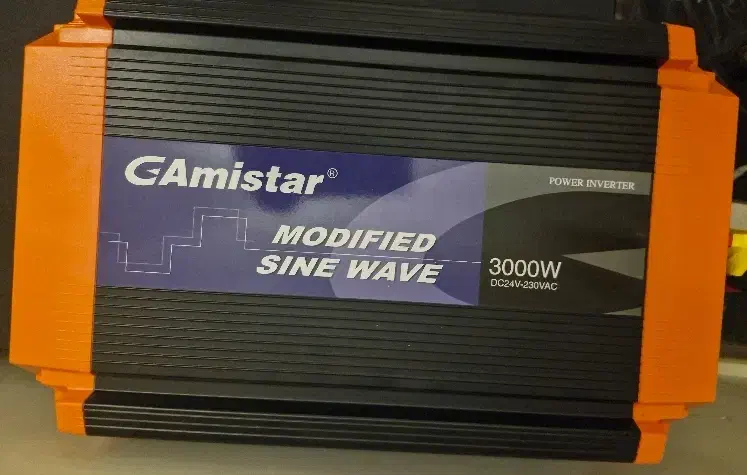 GAmistar®
POWER INVERTER
MODIFIED
SINE WAVE
3000W
DC24V-230VAC